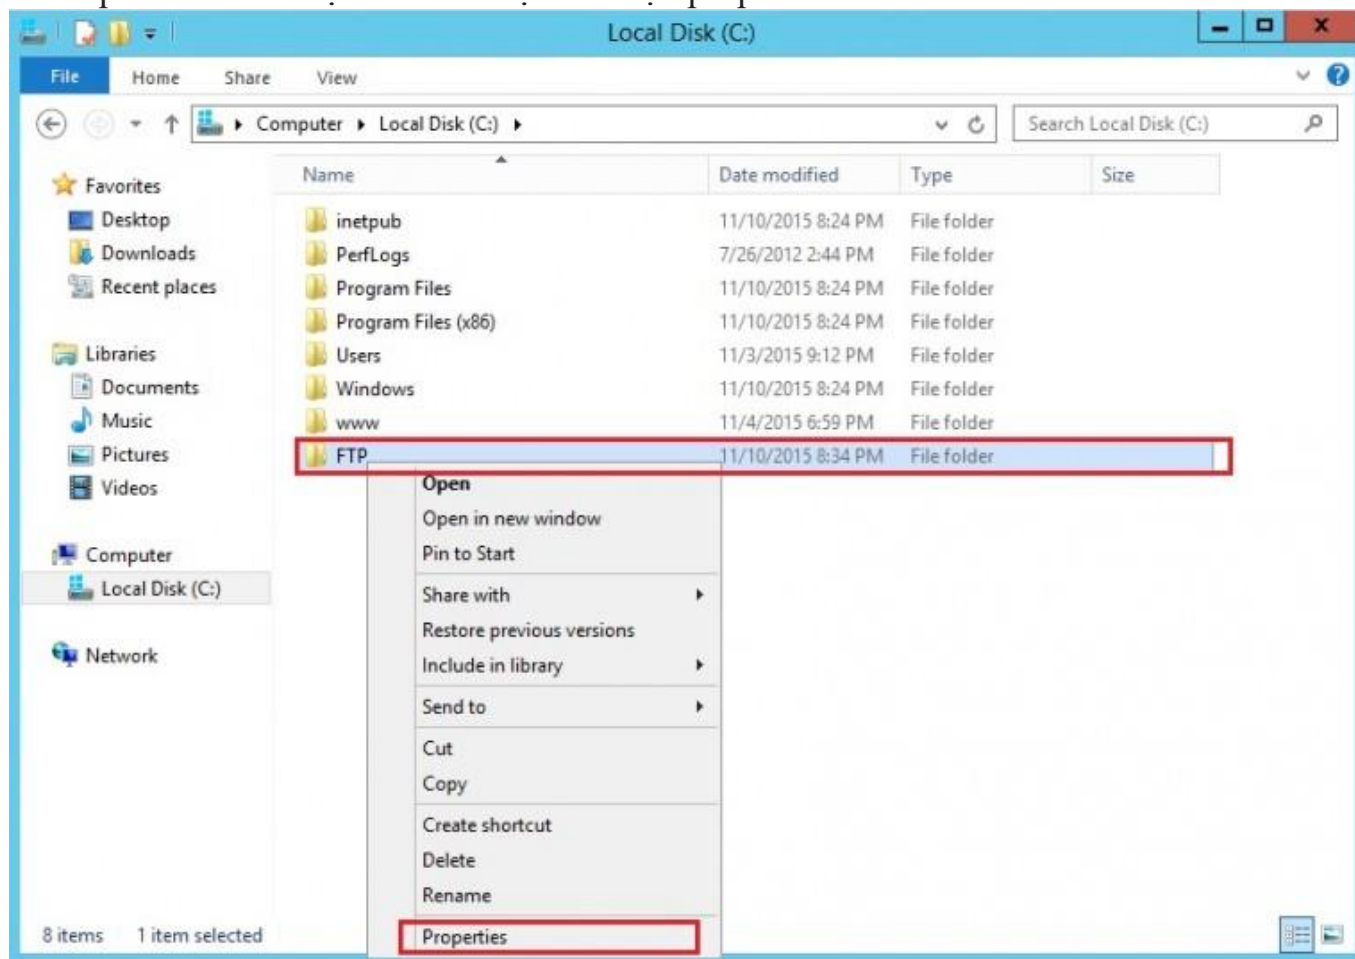 Local Disk (C:)
File Home Share View
Computer Local Disk (C:)
Search Local Disk (C:)
Name Date modified Type Size
Favorites
Desktop
Downloads
Recent places
Libraries
Documents
Music
Pictures
Videos
Computer
Local Disk (C:)
Network
inetpub 11/10/2015 8:24 PM File folder
PerfLogs 7/26/2012 2:44 PM File folder
Program Files 11/10/2015 8:24 PM File folder
Program Files (x86) 11/10/2015 8:24 PM File folder
Users 11/3/2015 9:12 PM File folder
Windows 11/10/2015 8:24 PM File folder
www 11/4/2015 6:59 PM File folder
FTP 11/10/2015 8:34 PM File folder
Open
Open in new window
Pin to Start
Share with
Restore previous versions
Include in library
Send to
Cut
Copy
Create shortcut
Delete
Rename
Properties
8 items 1 item selected